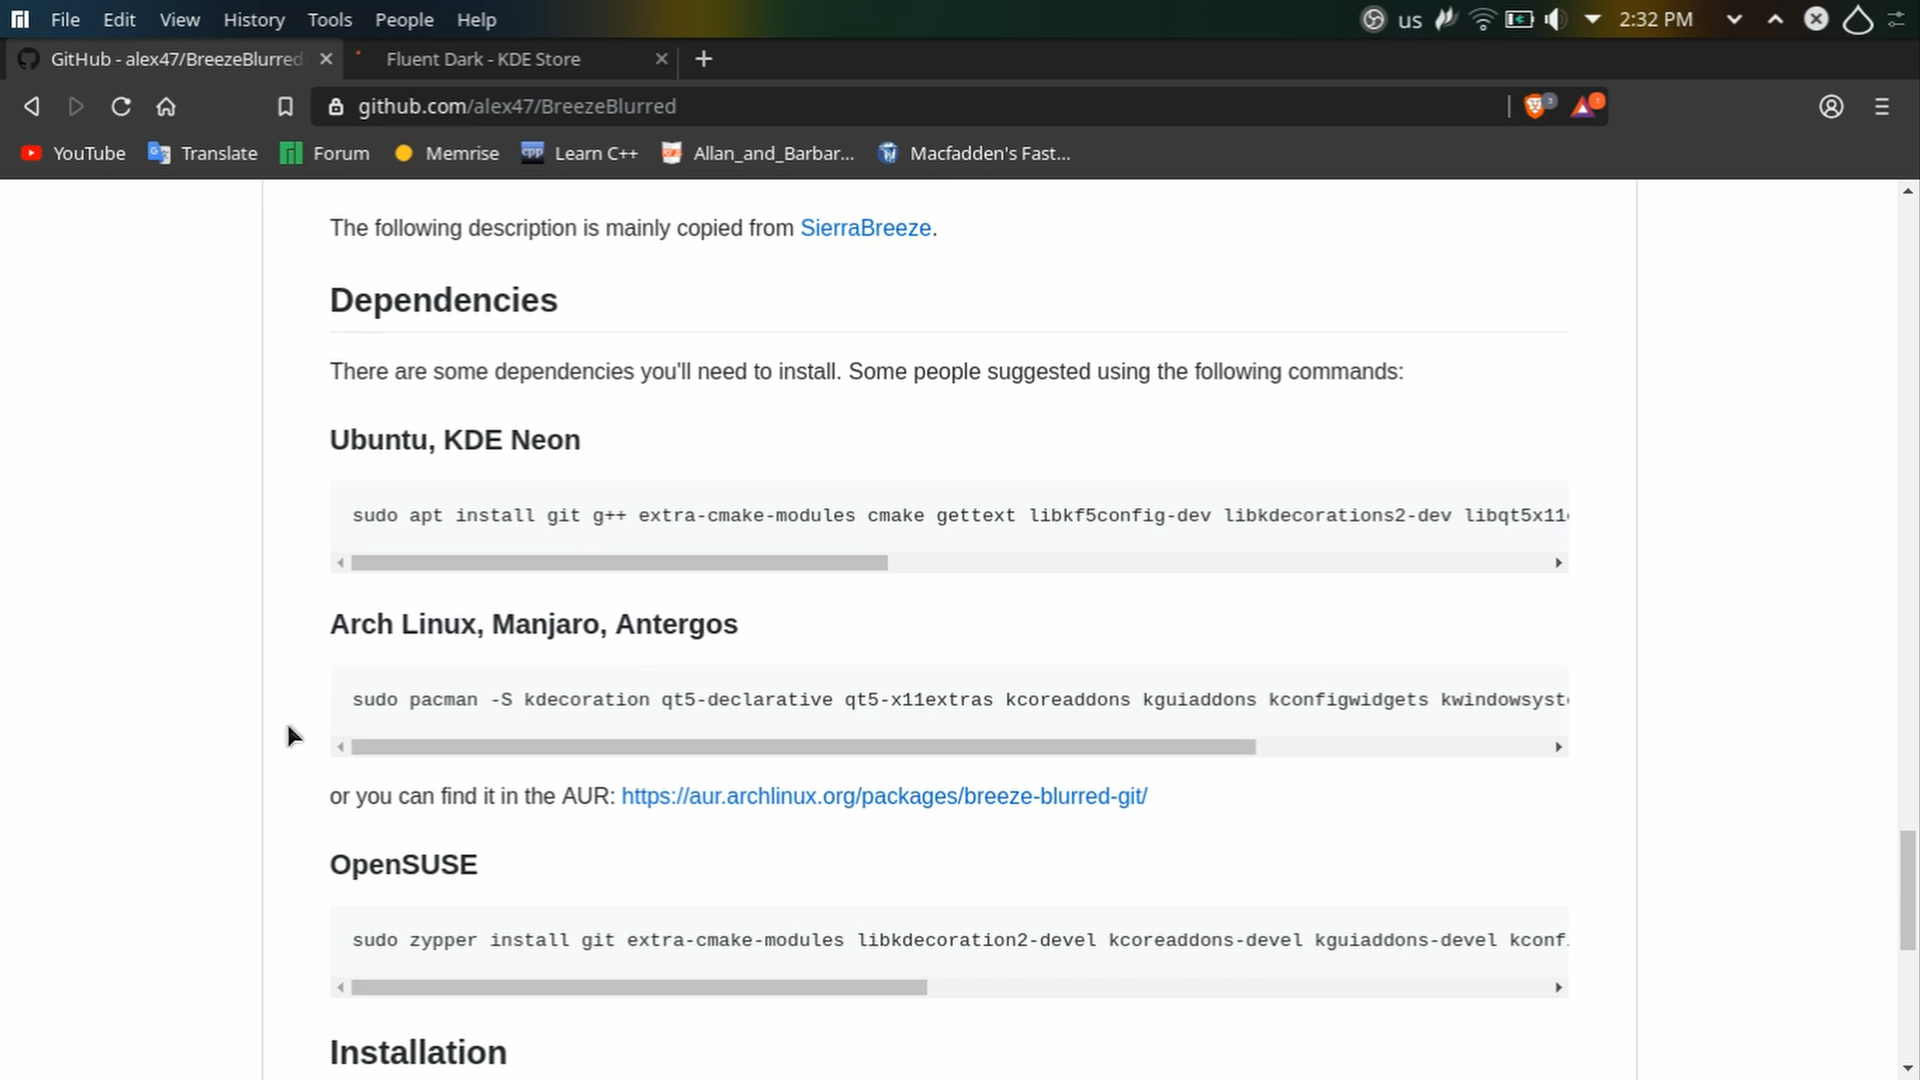 File Edit View History Tools People Help us 2:32 PM
GitHub - alex47/BreezeBlurred Fluent Dark - KDE Store
github.com/alex47/BreezeBlurred 3 1
YouTube Translate Forum Memrise Learn C++ Allan_and_Barbar... Macfadden's Fast...
The following description is mainly copied from SierraBreeze.
Dependencies
There are some dependencies you'll need to install. Some people suggested using the following commands:
Ubuntu, KDE Neon
sudo apt install git g++ extra-cmake-modules cmake gettext libkf5config-dev libkdecorations2-dev libqt5x11
Arch Linux, Manjaro, Antergos
sudo pacman -S kdecoration qt5-declarative qt5-x11extras kcoreaddons kguiaddons kconfigwidgets kwindowsyst
or you can find it in the AUR: https://aur.archlinux.org/packages/breeze-blurred-git/
OpenSUSE
sudo zypper install git extra-cmake-modules libkdecoration2-devel kcoreaddons-devel kguiaddons-devel kconf
Installation